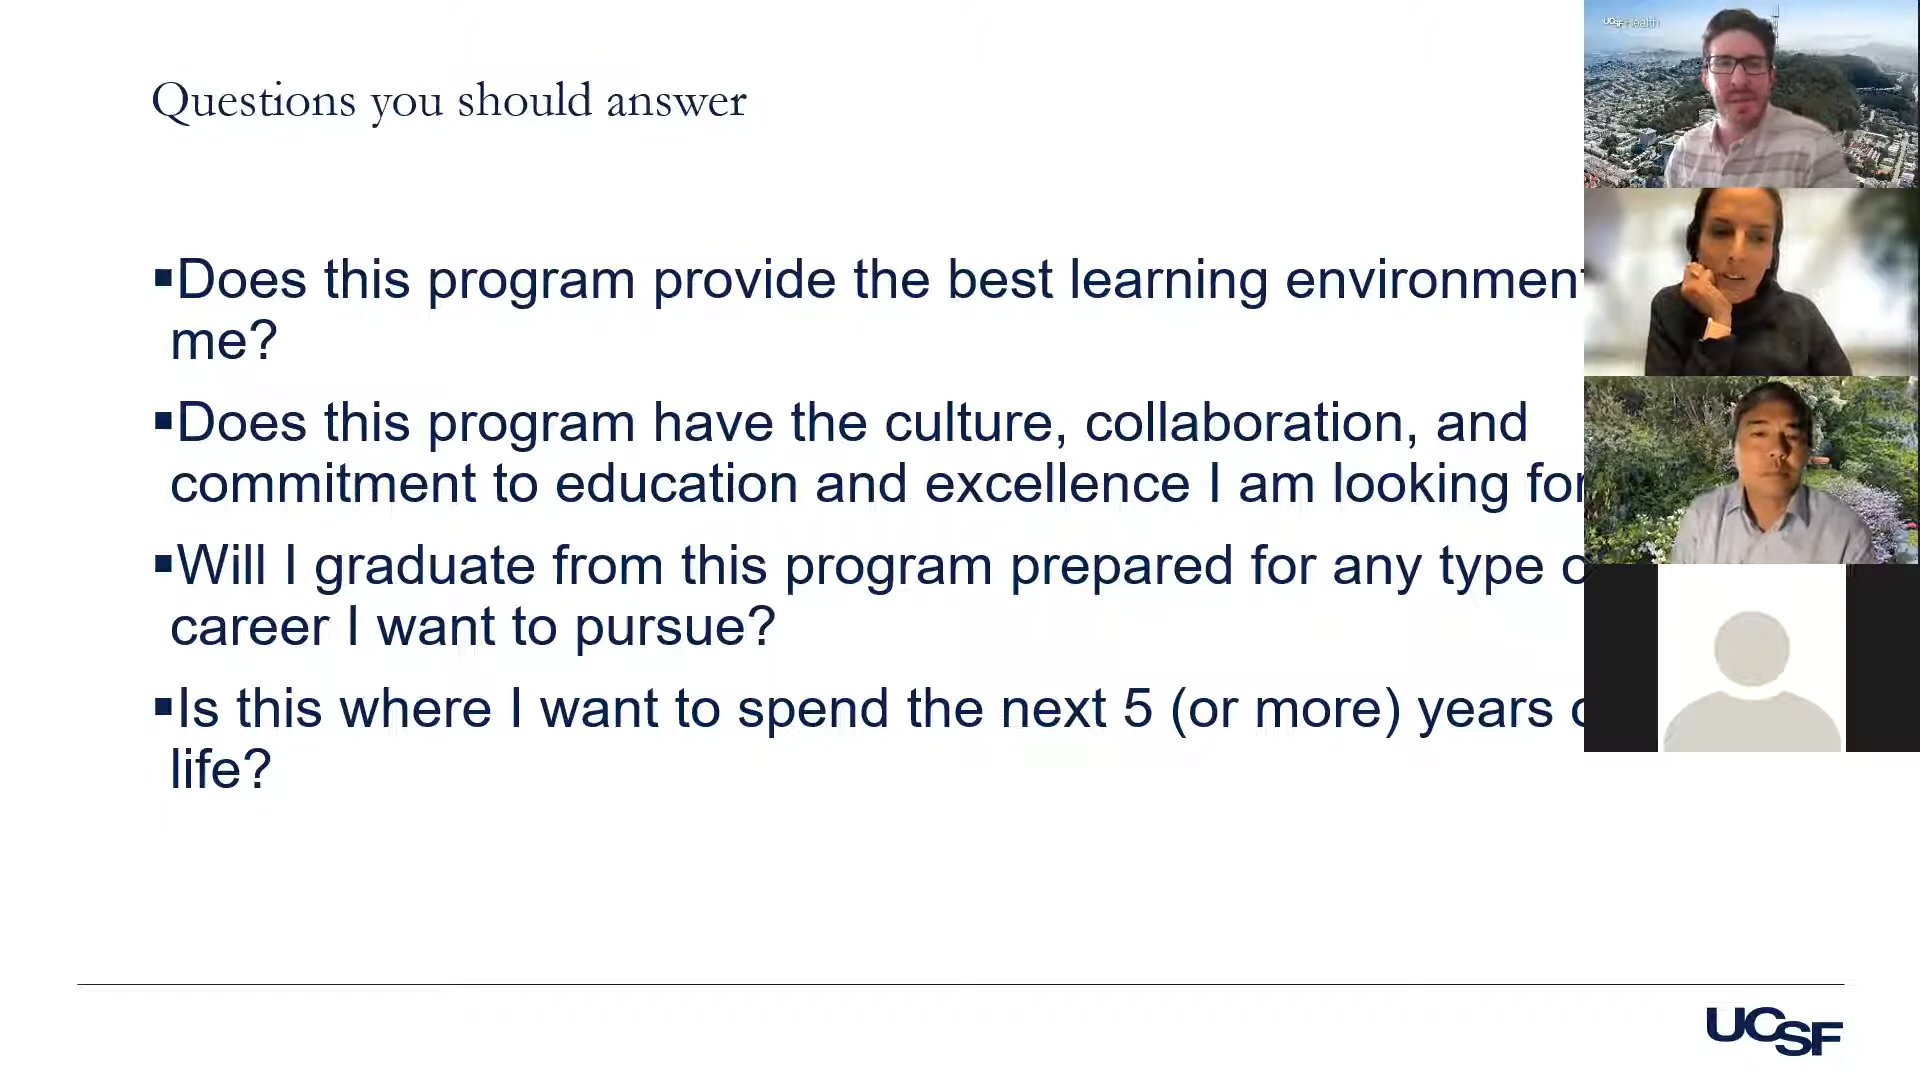 Questions you should answer
▪Does this program provide the best learning environment
me?
▪Does this program have the culture, collaboration, and
commitment to education and excellence I am looking for
▪Will I graduate from this program prepared for any type
career I want to pursue?
▪Is this where I want to spend the next 5 (or more) years
life?
UCSF Health
UCSF